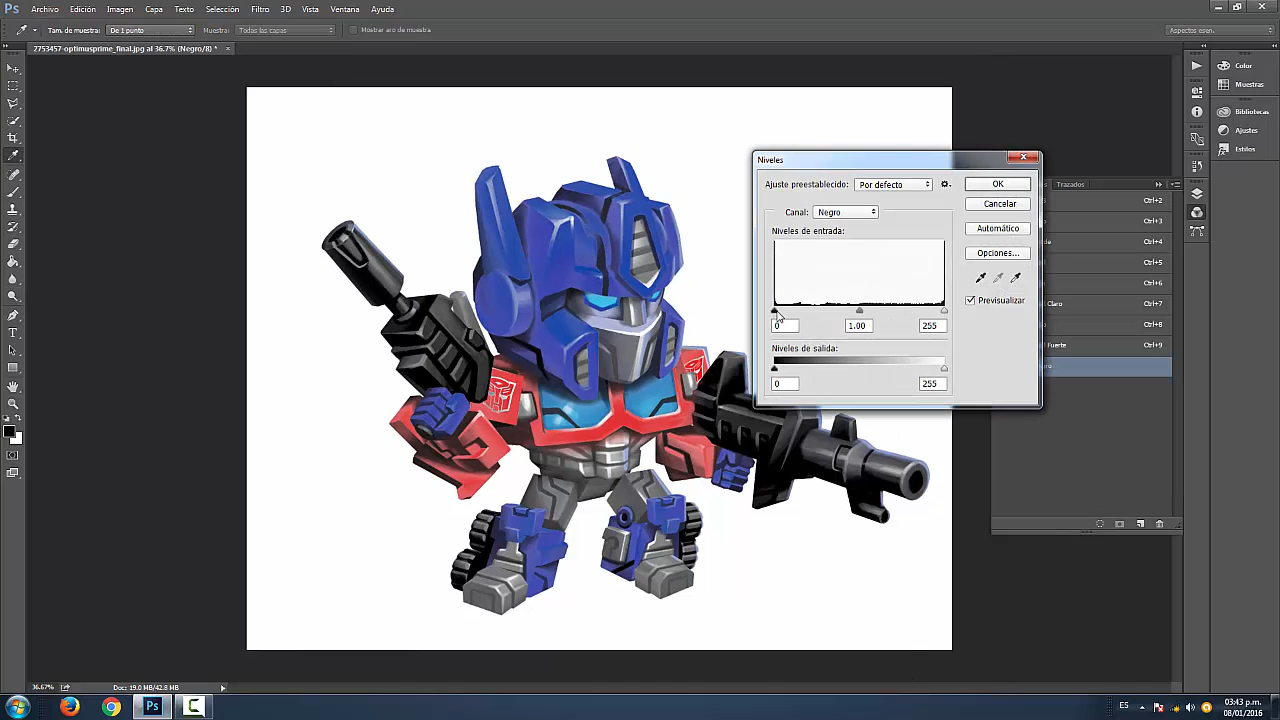 Ps Archivo Edición Imagen Capa Texto Selección Filtro 3D Vista Ventana Ayuda
Tam. de muestra: De 1 punto Muestra: Todas las capas Mostrar aro de muestra Aspectos esen.
2753457-optimusprime_final.jpg al 36.7% (Negro/8) * ×
Color
Muestras
Bibliotecas
Ajustes
Estilos
Niveles
Ajuste preestablecido: Por defecto OK
Cancelar
Canal: Negro
Automático
Niveles de entrada:
Opciones...
Previsualizar
0 1.00 255
Niveles de salida:
0 255
Trazados
Ctrl+2
Ctrl+3
Ctrl+4
Ctrl+5
Claro Ctrl+6
Ctrl+7
Ctrl+8
Fuerte Ctrl+9
36.67% Doc: 19.0 MB/42.8 MB
Ps
ES 03:43 p.m.
08/01/2016